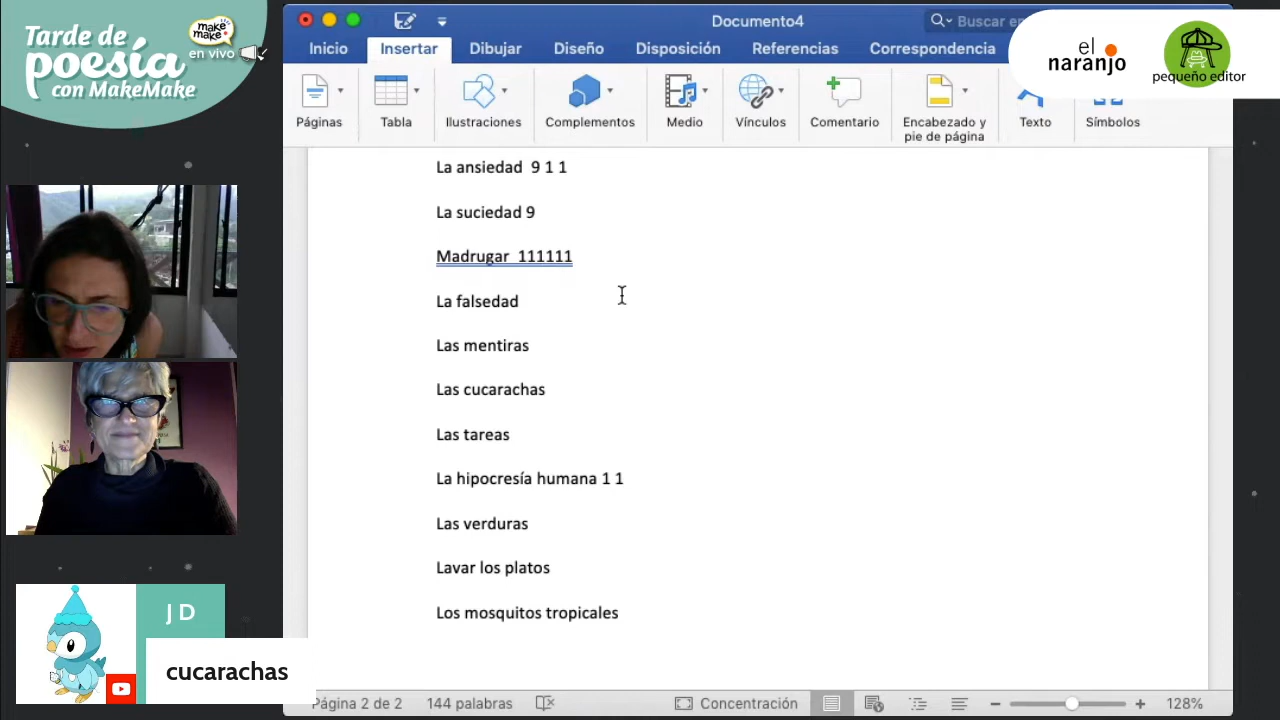 Tarde de
poesía
con MakeMake
make
make
en vivo
Documento4
Buscar en
Inicio
Insertar
Dibujar
Diseño
Disposición
Referencias
Correspondencia
el
naranjo
pequeño editor
Páginas
Tabla
Ilustraciones
Complementos
Medio
Vínculos
Comentario
Encabezado y
pie de página
Texto
Símbolos
La ansiedad 9 1 1
La suciedad 9
Madrugar 111111
La falsedad
Las mentiras
Las cucarachas
Las tareas
La hipocresía humana 1 1
Las verduras
Lavar los platos
Los mosquitos tropicales
J D
cucarachas
Página 2 de 2
144 palabras
Concentración
128%